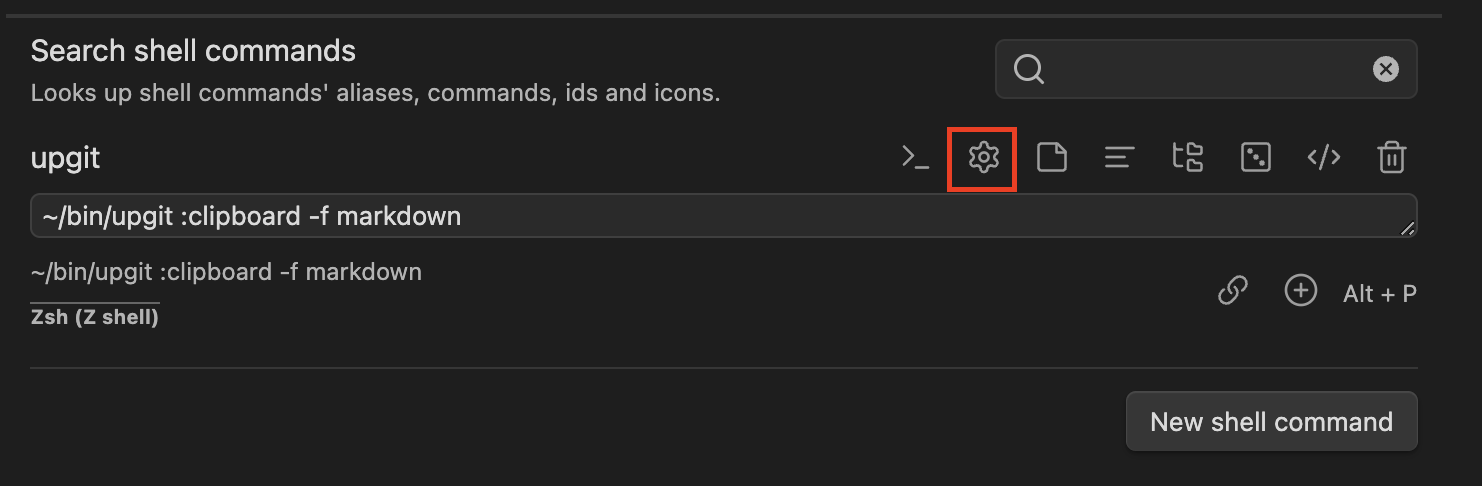 Search shell commands
Looks up shell commands' aliases, commands, ids and icons.
upgit
~/bin/upgit :clipboard -f markdown
~/bin/upgit :clipboard -f markdown
Alt + P
Zsh (Z shell)
New shell command